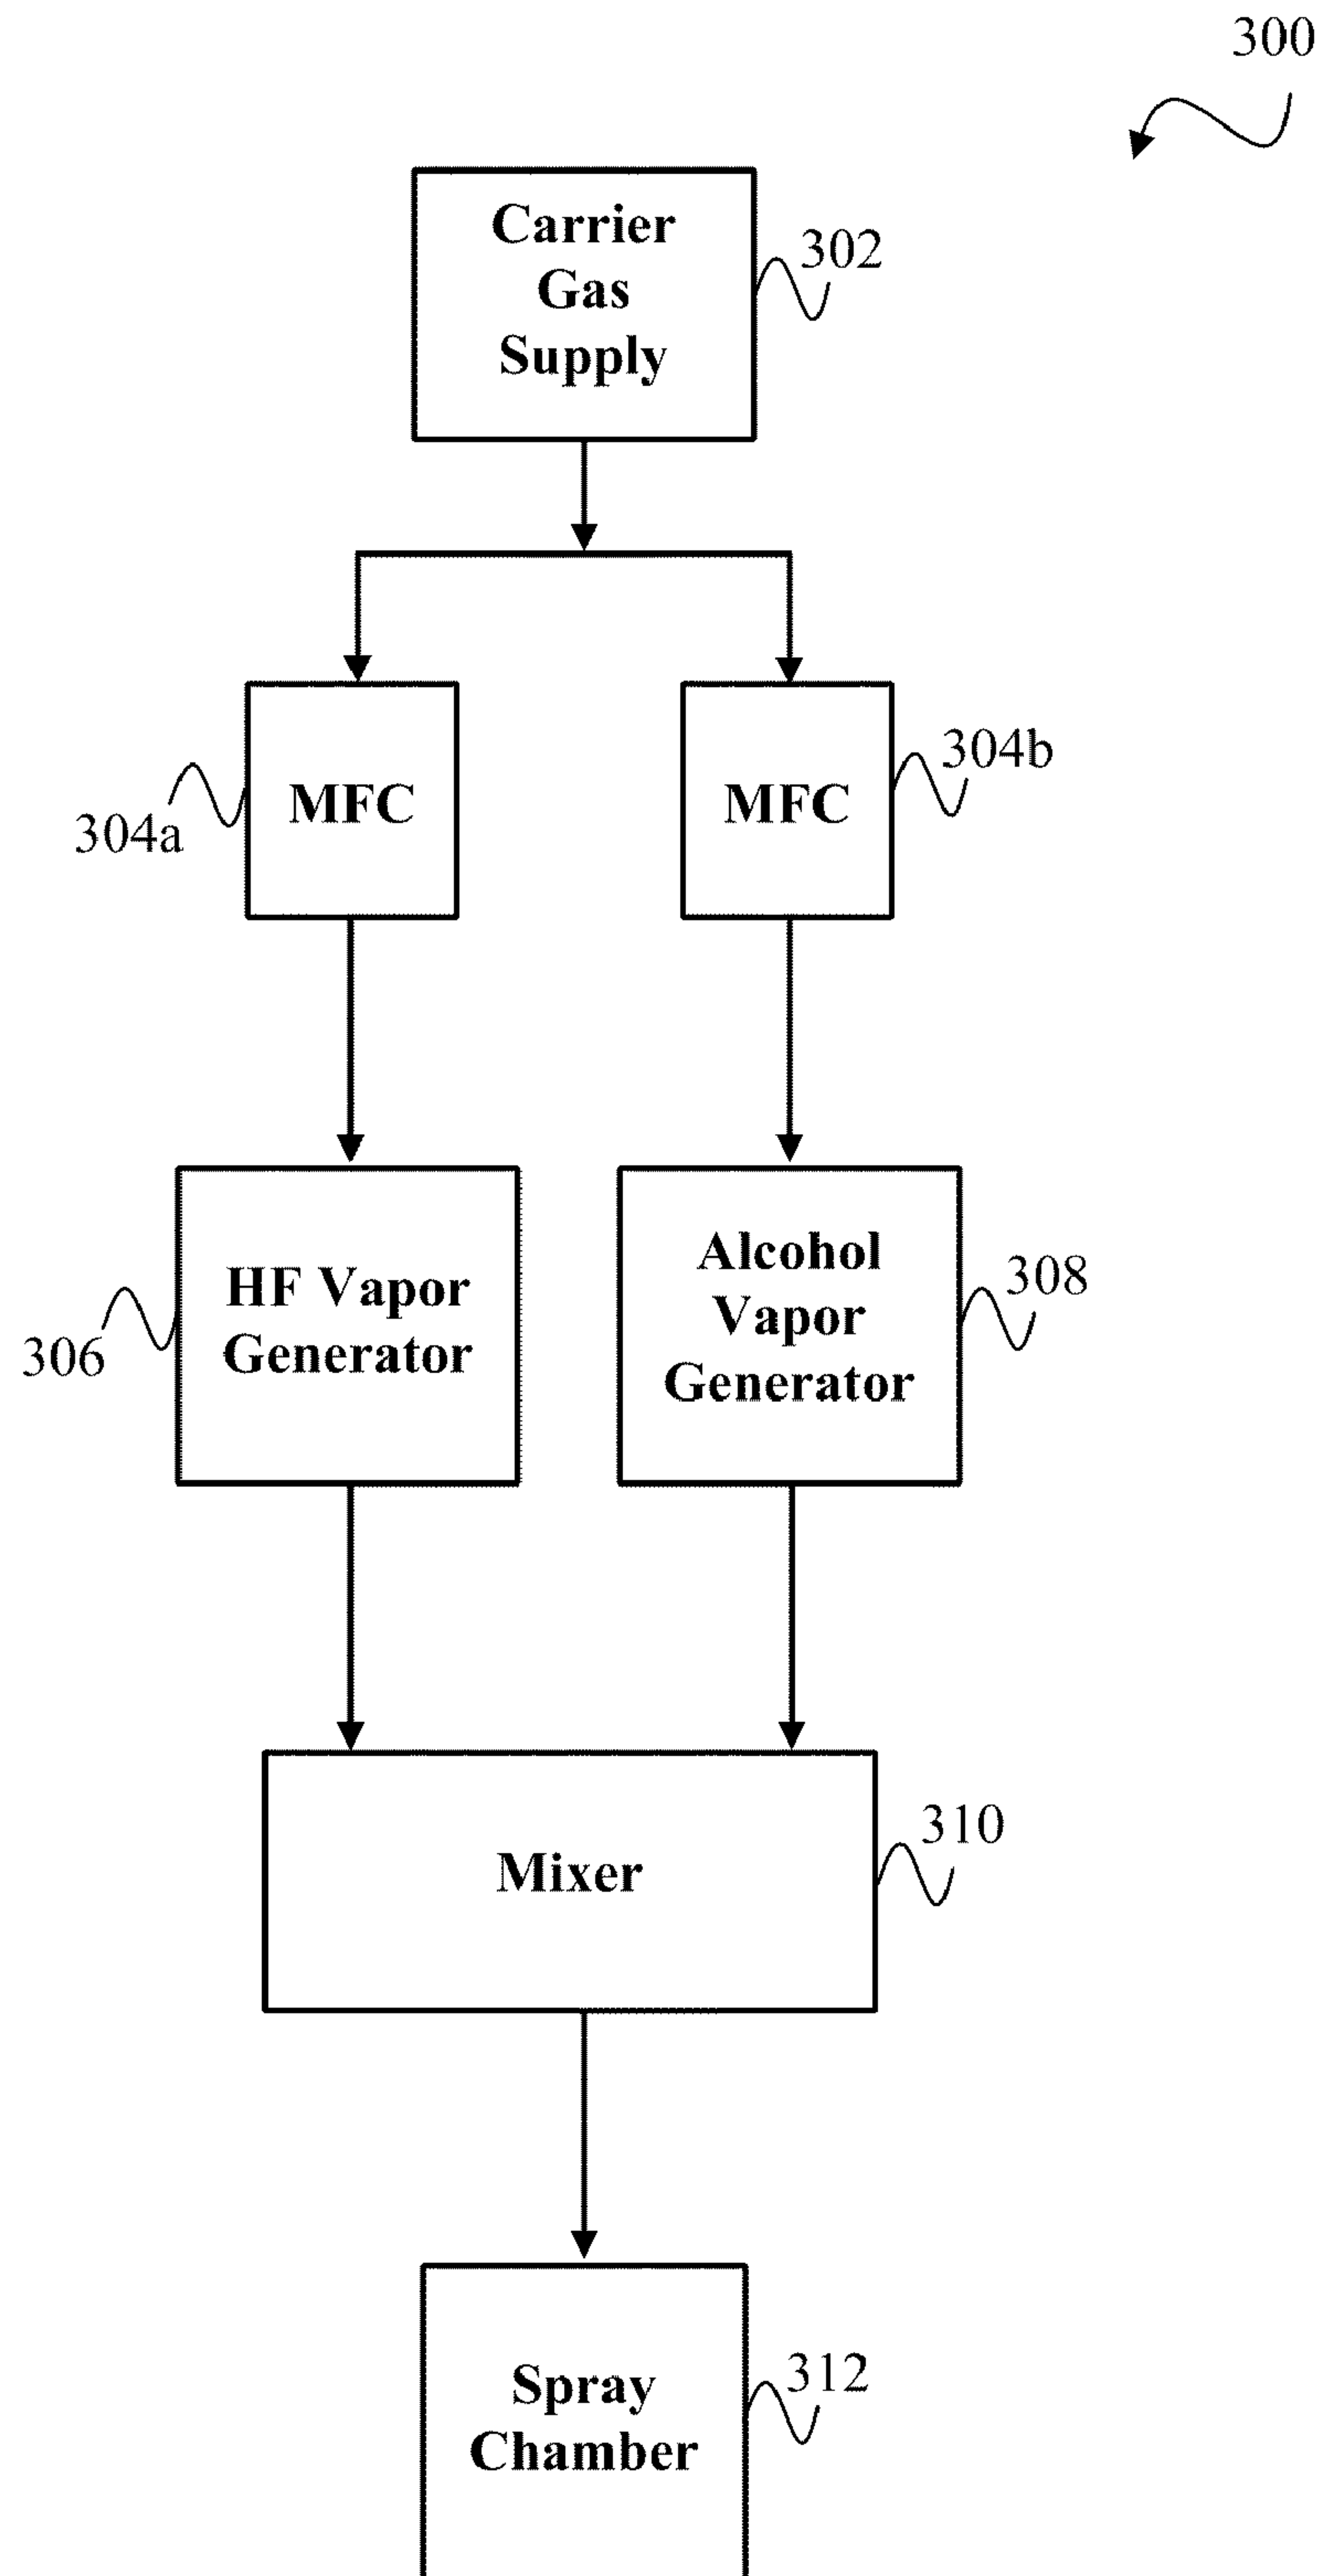 300
Carrier
Gas
Supply
302
MFC
304a
MFC
304b
HF Vapor
Generator
306
Alcohol
Vapor
Generator
308
Mixer
310
Spray
Chamber
312